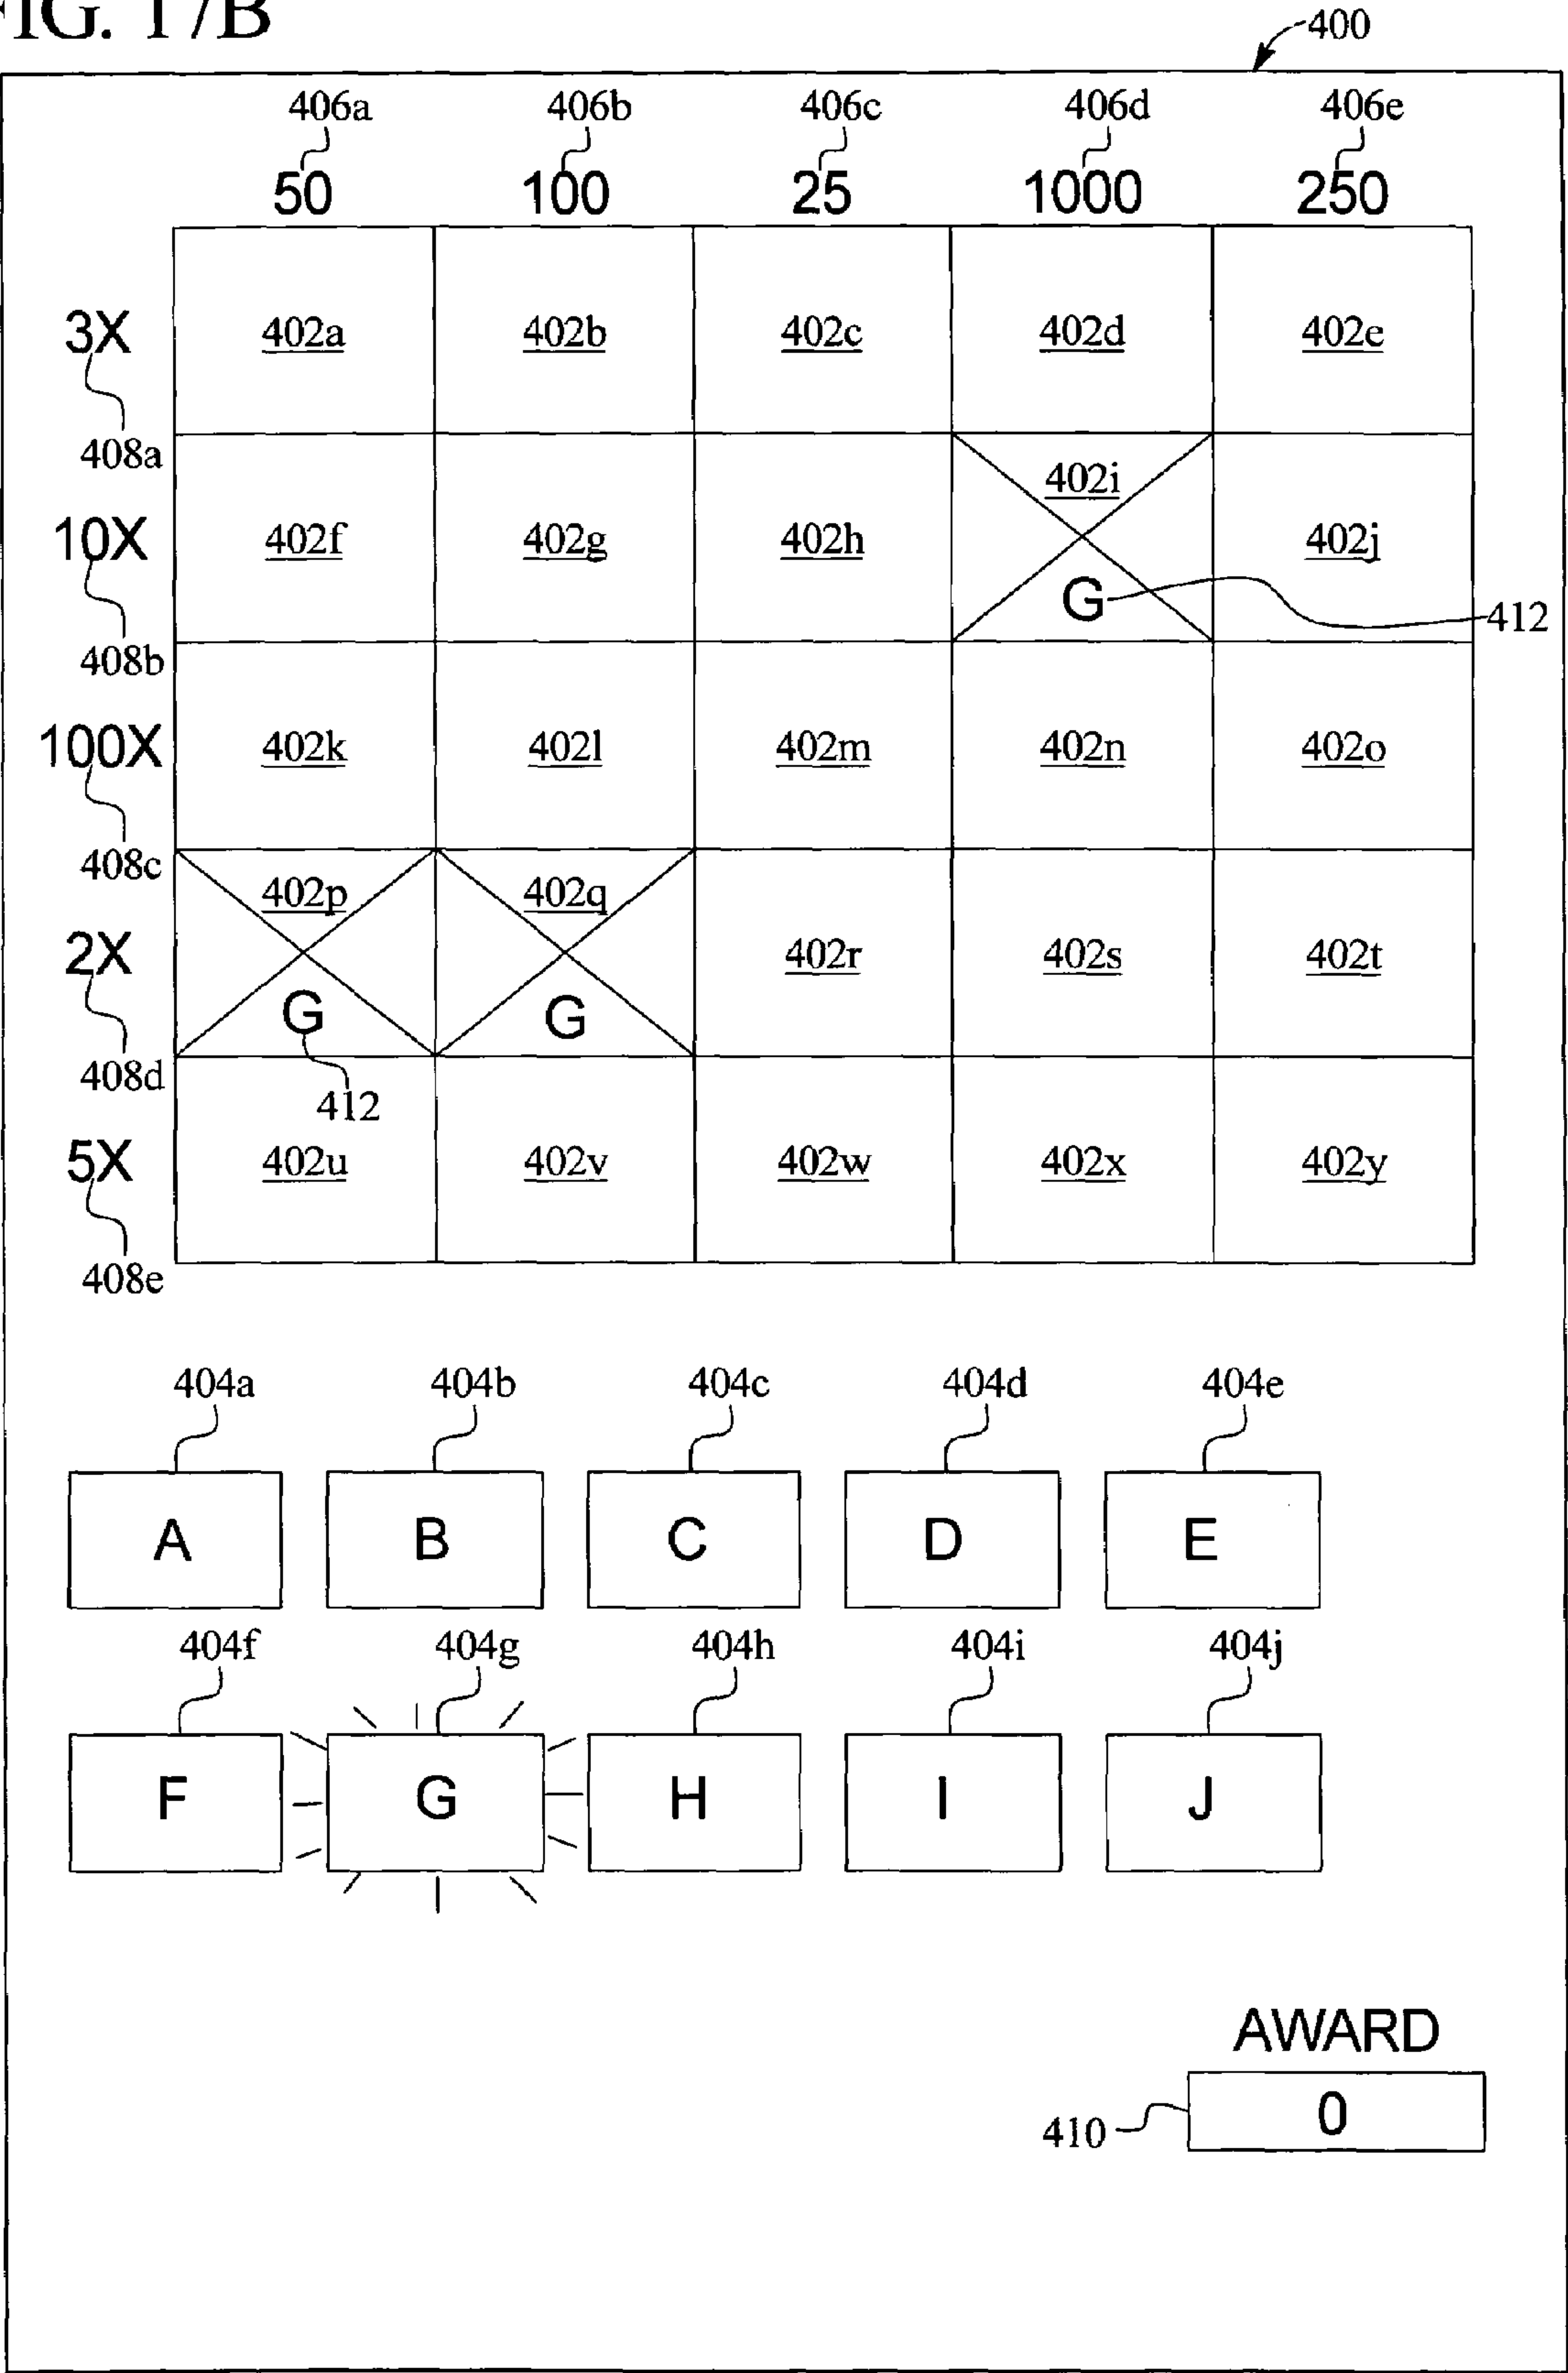 FIG. 17B
400
406a 406b 406c 406d 406e
50 100 25 1000 250
3X 402a 402b 402c 402d 402e
408a
402i
10X 402f 402g 402h 402j
G 412
408b
100X 402k 402l 402m 402n 402o
408c
402p 402q
2X 402r 402s 402t
G G
408d
412
5X 402u 402v 402w 402x 402y
408e
404a 404b 404c 404d 404e
A B C D E
404f 404g 404h 404i 404j
F G H I J
AWARD
410 0